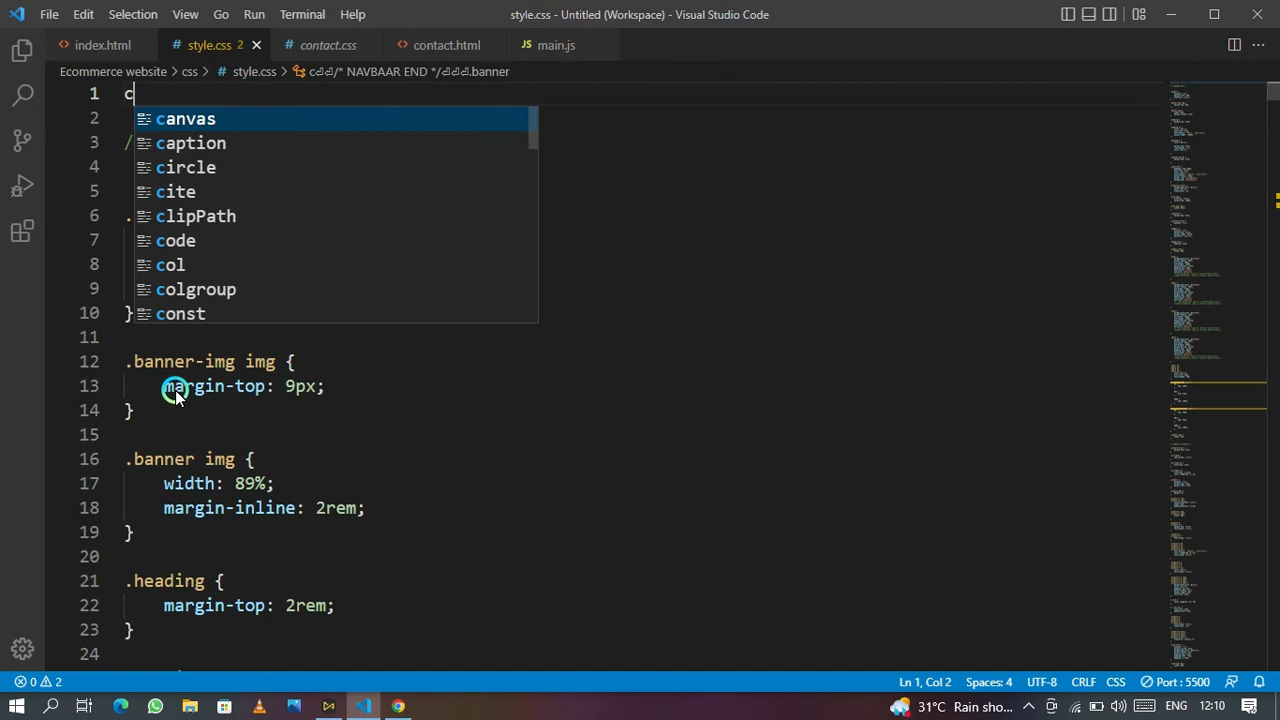 File Edit Selection View Go Run Terminal Help style.css - Untitled (Workspace) - Visual Studio Code
index.html style.css 2 contact.css contact.html main.js
Ecommerce website > css > # style.css > c⏎⏎/* NAVBAAR END */⏎⏎⏎.banner
1 c
2 canvas
3 / caption
4 circle
5 cite
6 . clipPath
7 code
8 col
9 colgroup
10 } const
11
12 .banner-img img {
13 margin-top: 9px;
14 }
15
16 .banner img {
17 width: 89%;
18 margin-inline: 2rem;
19 }
20
21 .heading {
22 margin-top: 2rem;
23 }
24
0 2 Ln 1, Col 2 Spaces: 4 UTF-8 CRLF CSS Port : 5500
31°C Rain sho... ENG 12:10